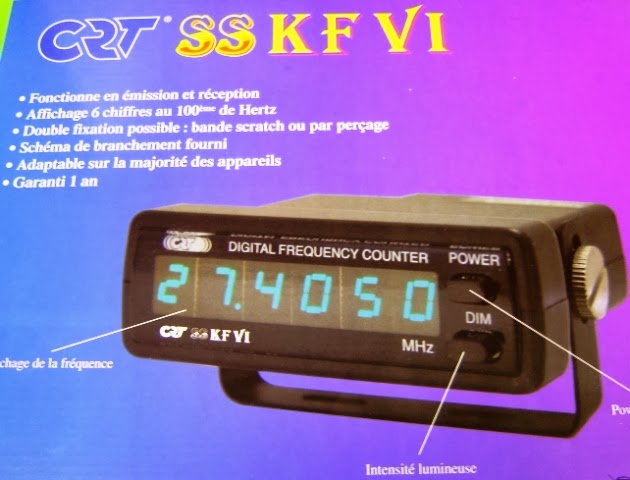 CRT SS KF VI
• Fonctionne en émission et réception
• Affichage 6 chiffres au 100ème de Hertz
• Double fixation possible : bande scratch ou par perçage
• Schéma de branchement fourni
• Adaptable sur la majorité des appareils
• Garanti 1 an
CRT
DIGITAL FREQUENCY COUNTER
POWER
27.4050
DIM
CRT SS KF VI
MHz
chage de la fréquence
Pow
Intensité lumineuse